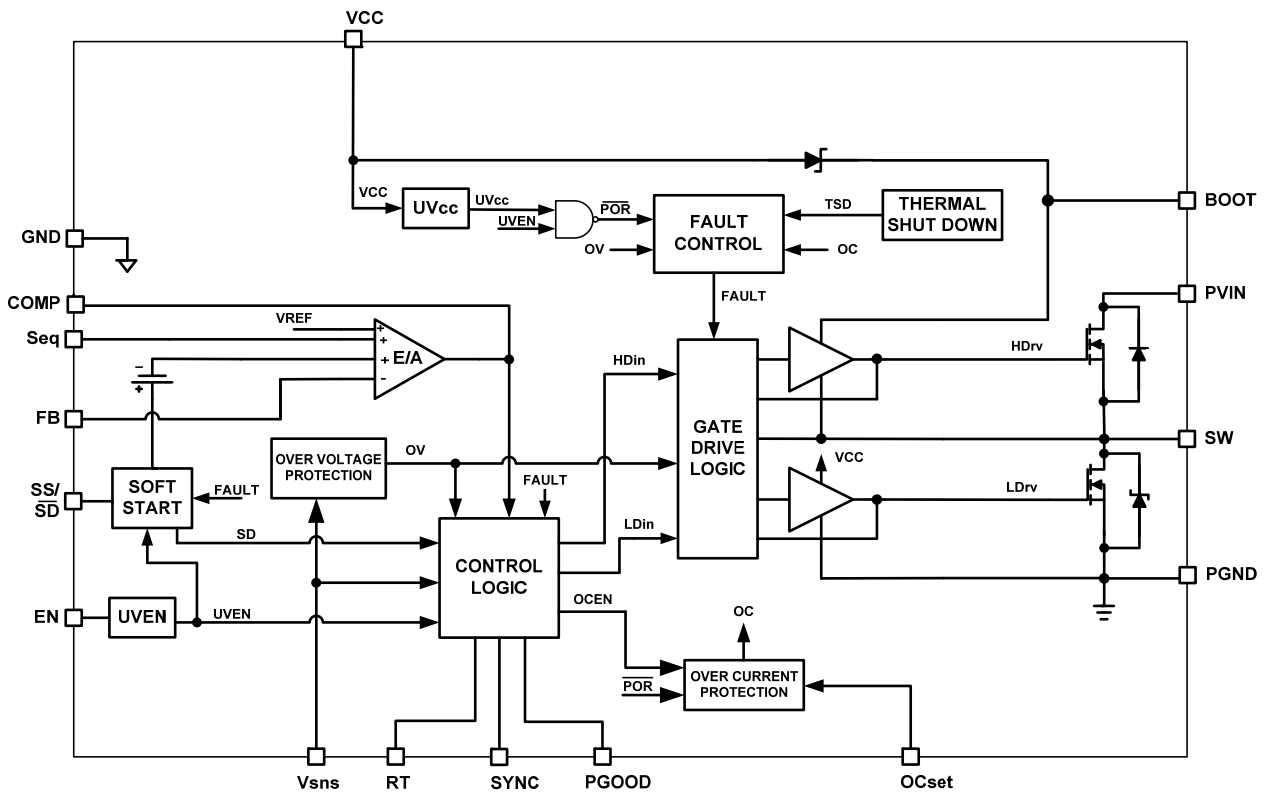 VCC
VCC
UVcc
UVcc
UVEN
POR
OV
FAULT
CONTROL
TSD
THERMAL
SHUT DOWN
OC
BOOT
GND
FAULT
PVIN
COMP
VREF
Seq
+
+
+
-
E/A
–
+
HDin
HDrv
FB
GATE
DRIVE
LOGIC
SW
OVER VOLTAGE
PROTECTION
OV
VCC
SS/
SD
SOFT
START
FAULT
FAULT
LDrv
SD
LDin
CONTROL
LOGIC
PGND
EN
UVEN
UVEN
OCEN
OC
POR
OVER CURRENT
PROTECTION
Vsns
RT
SYNC
PGOOD
OCset